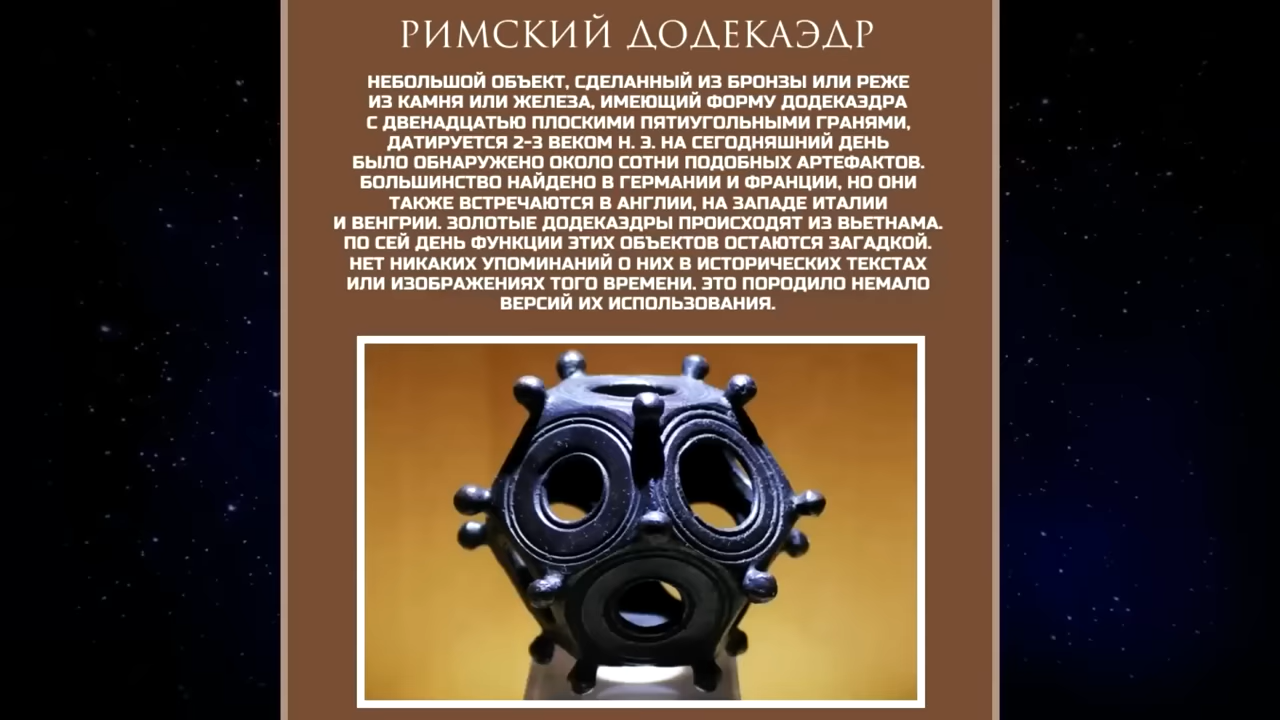 РИМСКИЙ ДОДЕКАЭДР
НЕБОЛЬШОЙ ОБЪЕКТ, СДЕЛАННЫЙ ИЗ БРОНЗЫ ИЛИ РЕЖЕ
ИЗ КАМНЯ ИЛИ ЖЕЛЕЗА, ИМЕЮЩИЙ ФОРМУ ДОДЕКАЭДРА
С ДВЕНАДЦАТЬЮ ПЛОСКИМИ ПЯТИУГОЛЬНЫМИ ГРАНЯМИ,
ДАТИРУЕТСЯ 2-3 ВЕКОМ Н. Э. НА СЕГОДНЯШНИЙ ДЕНЬ
БЫЛО ОБНАРУЖЕНО ОКОЛО СОТНИ ПОДОБНЫХ АРТЕФАКТОВ.
БОЛЬШИНСТВО НАЙДЕНО В ГЕРМАНИИ И ФРАНЦИИ, НО ОНИ
ТАКЖЕ ВСТРЕЧАЮТСЯ В АНГЛИИ, НА ЗАПАДЕ ИТАЛИИ
И ВЕНГРИИ. ЗОЛОТЫЕ ДОДЕКАЭДРЫ ПРОИСХОДЯТ ИЗ ВЬЕТНАМА.
ПО СЕЙ ДЕНЬ ФУНКЦИИ ЭТИХ ОБЪЕКТОВ ОСТАЮТСЯ ЗАГАДКОЙ.
НЕТ НИКАКИХ УПОМИНАНИЙ О НИХ В ИСТОРИЧЕСКИХ ТЕКСТАХ
ИЛИ ИЗОБРАЖЕНИЯХ ТОГО ВРЕМЕНИ. ЭТО ПОРОДИЛО НЕМАЛО
ВЕРСИЙ ИХ ИСПОЛЬЗОВАНИЯ.